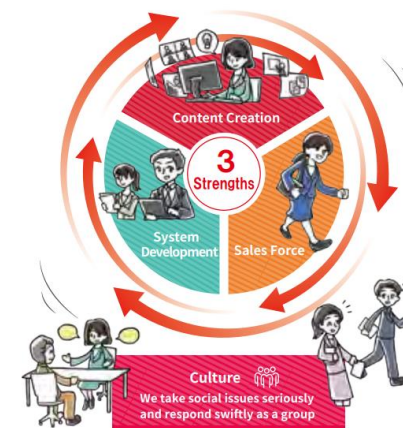 Content Creation
3
Strengths
System
Development
Sales Force
Culture
We take social issues seriously
and respond swiftly as a group